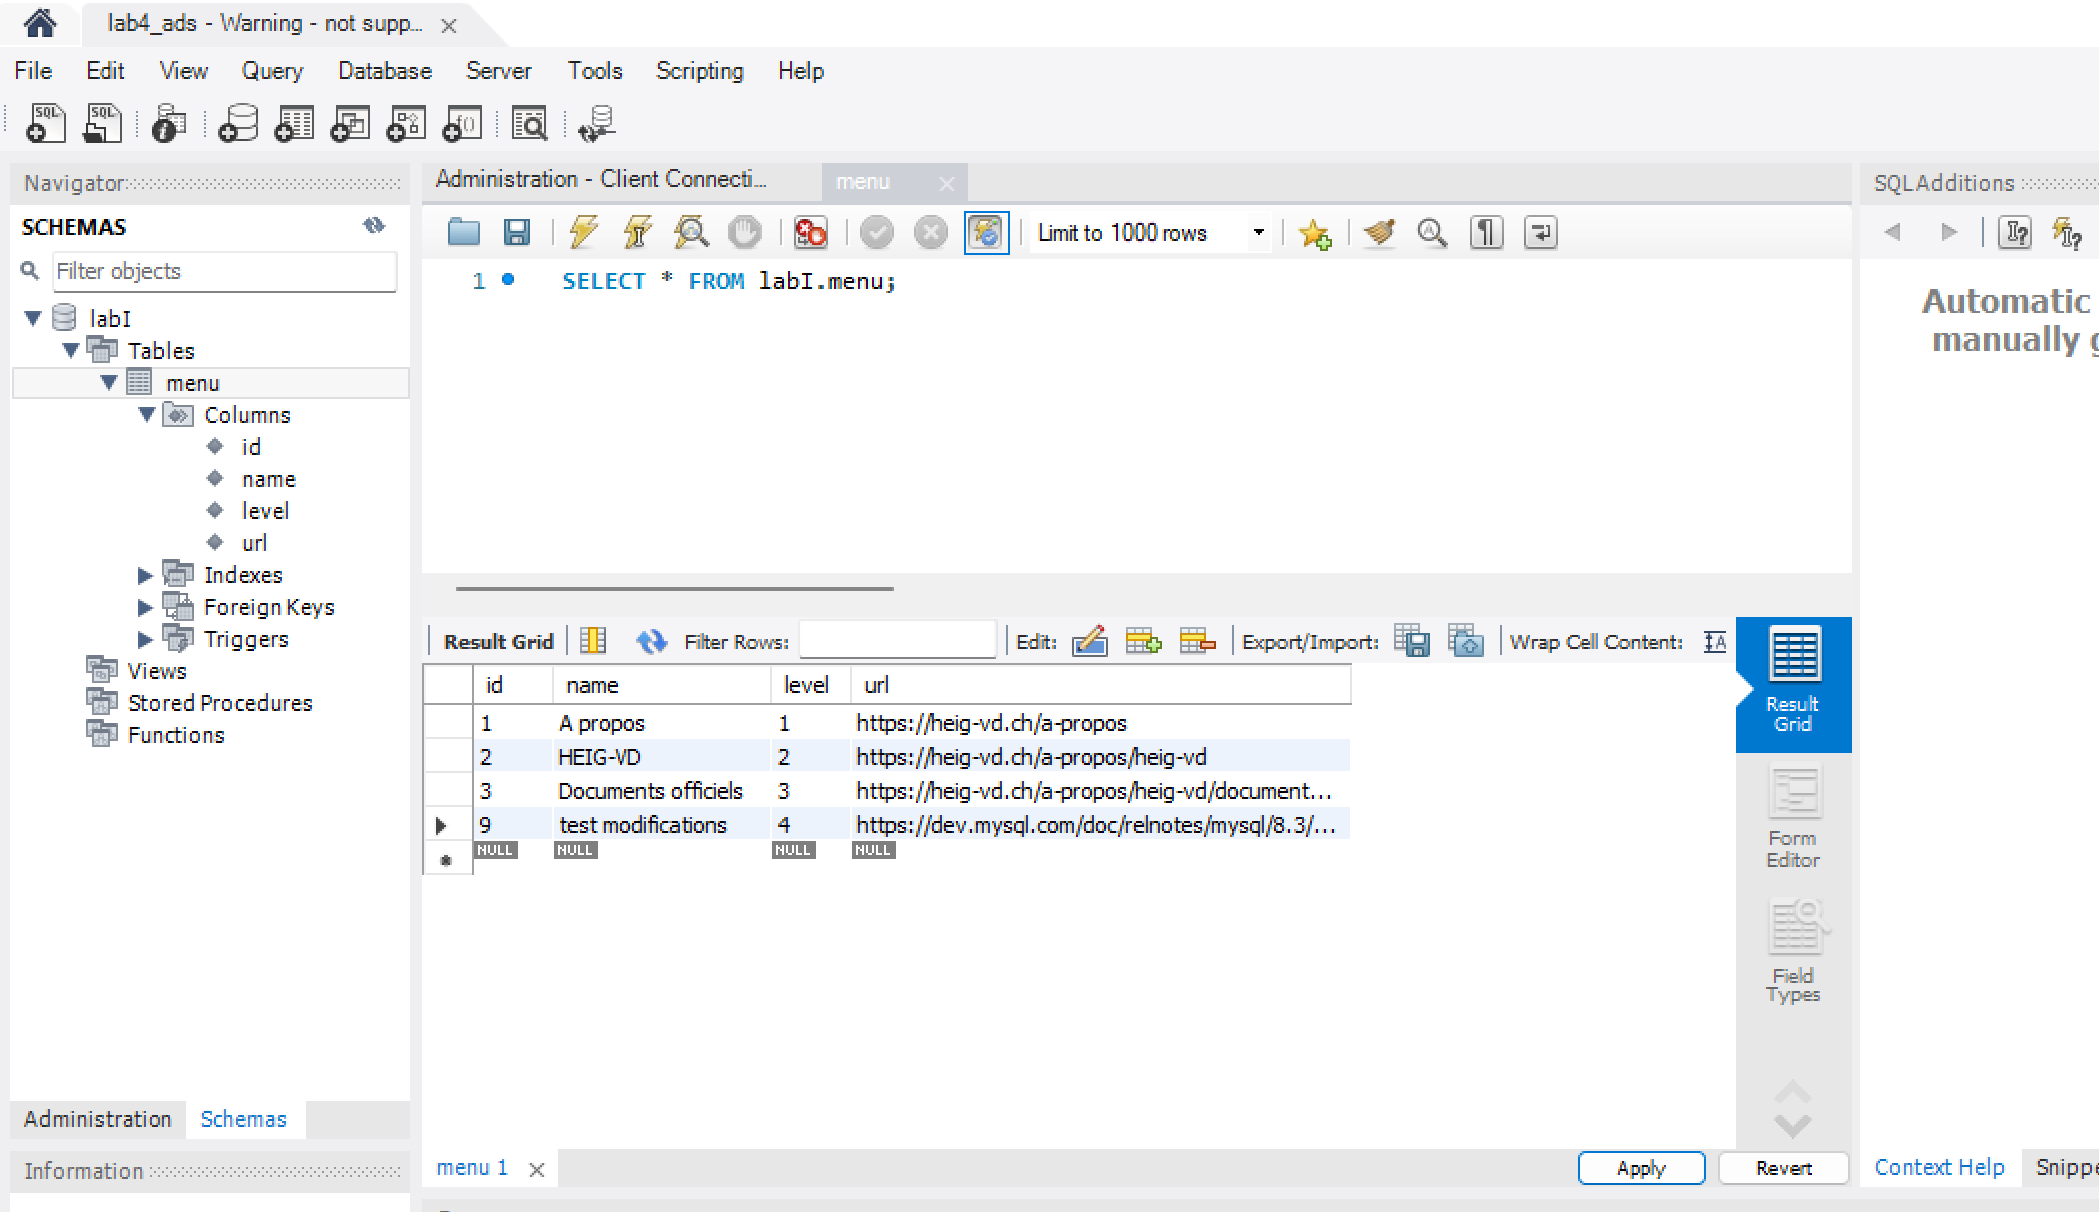 lab4_ads - Warning - not supp...
File Edit View Query Database Server Tools Scripting Help
Navigator
SCHEMAS
Filter objects
labI
Tables
menu
Columns
id
name
level
url
Indexes
Foreign Keys
Triggers
Views
Stored Procedures
Functions
Administration Schemas
Information
Administration - Client Connecti... menu
Limit to 1000 rows
1 SELECT * FROM labI.menu;
Result Grid Filter Rows: Edit: Export/Import: Wrap Cell Content:
id name level url
1 A propos 1 https://heig-vd.ch/a-propos
2 HEIG-VD 2 https://heig-vd.ch/a-propos/heig-vd
3 Documents officiels 3 https://heig-vd.ch/a-propos/heig-vd/document...
9 test modifications 4 https://dev.mysql.com/doc/relnotes/mysql/8.3/...
NULL NULL NULL NULL
Result
Grid
Form
Editor
Field
Types
menu 1 Apply Revert
SQLAdditions
Automatic
manually
Context Help Snippe